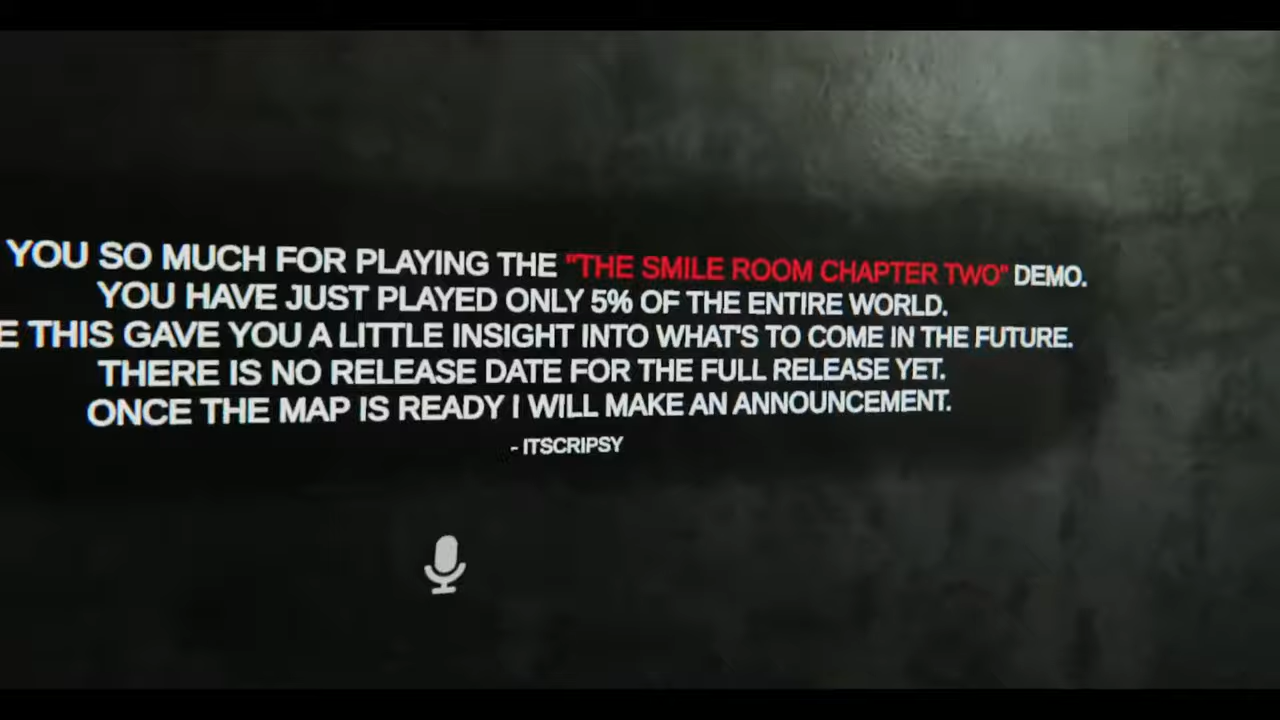 YOU SO MUCH FOR PLAYING THE "THE SMILE ROOM CHAPTER TWO" DEMO.
YOU HAVE JUST PLAYED ONLY 5% OF THE ENTIRE WORLD.
E THIS GAVE YOU A LITTLE INSIGHT INTO WHAT'S TO COME IN THE FUTURE.
THERE IS NO RELEASE DATE FOR THE FULL RELEASE YET.
ONCE THE MAP IS READY I WILL MAKE AN ANNOUNCEMENT.
- ITSCRIPSY